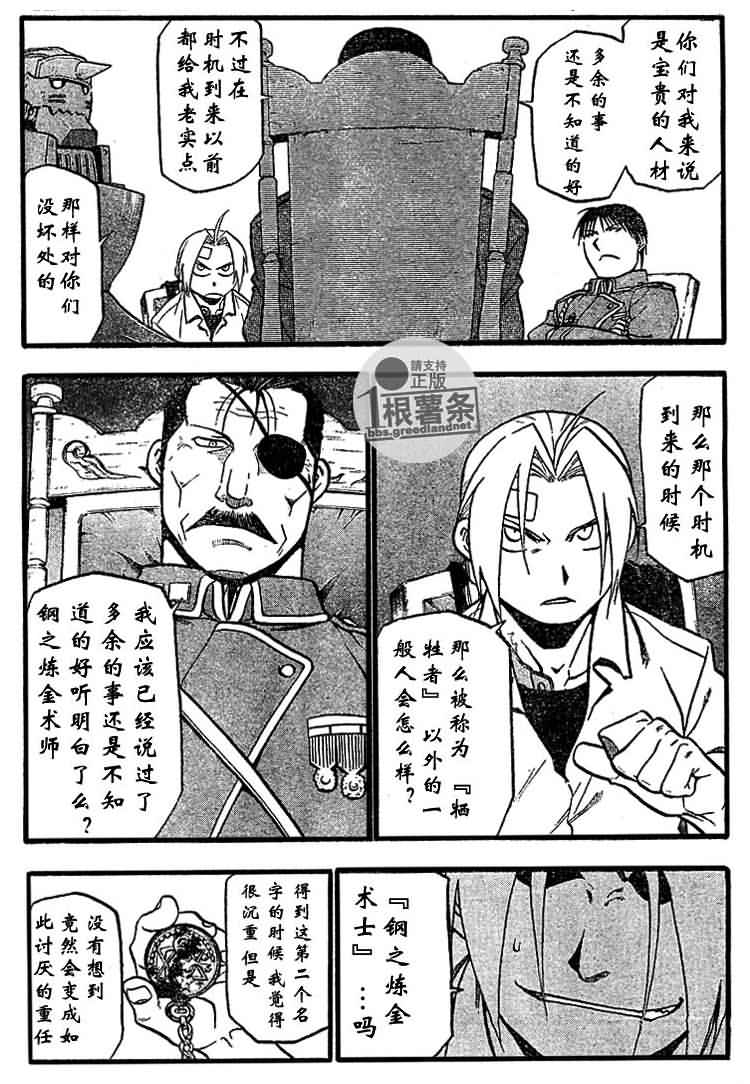 你们对我来说
是宝贵的人材
多余的事
还是不知道的好
不过在
时机到来以前
都给我老实点
那样对你们
没坏处的
請支持
正版
1根薯条
bbs.greedland.net
那么那个时机
到来的时候
那么被称为『牺
牲者』以外的一
般人会怎么样？
我应该已经说过了
多余的事还是不知
道的好听明白了么？
钢之炼金术师
『钢之炼金
术士』…吗
得到这第二个名
字的时候我觉得
很沉重但是
没有想到
竟然会变成如
此讨厌的重任